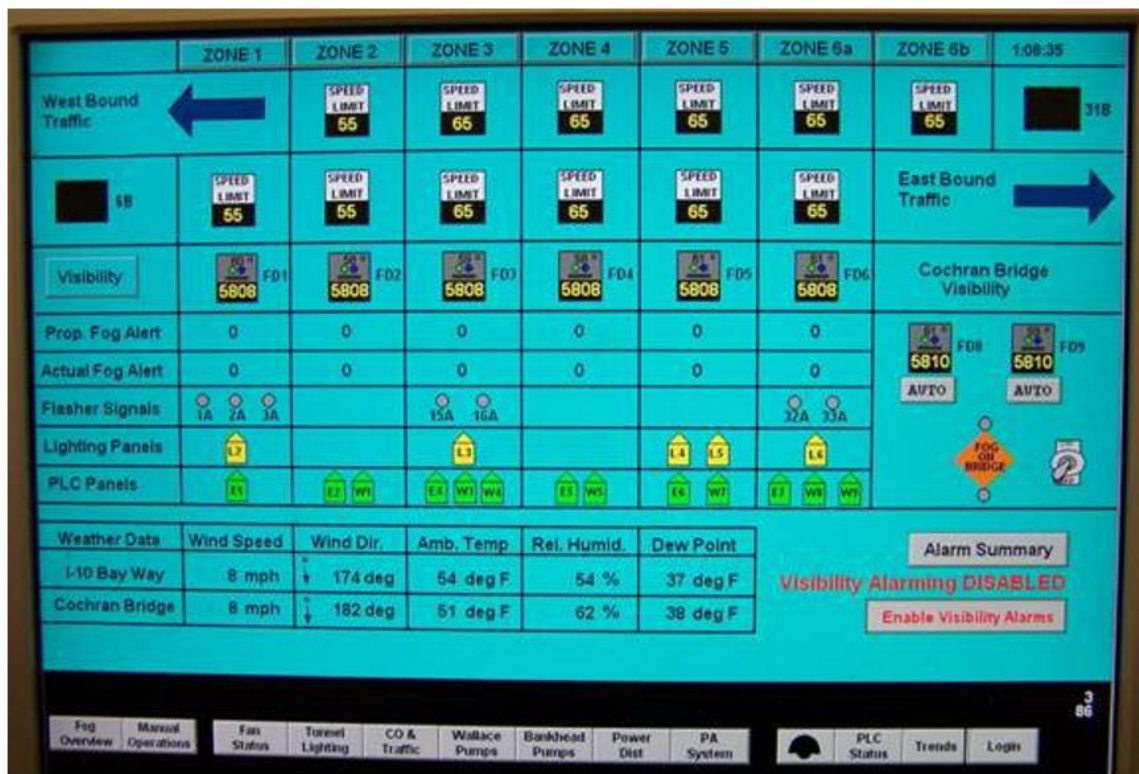 ZONE 1 ZONE 2 ZONE 3 ZONE 4 ZONE 5 ZONE 6a ZONE 6b 1:08:35
West Bound
Traffic
SPEED LIMIT 55
SPEED LIMIT 65
SPEED LIMIT 65
SPEED LIMIT 65
SPEED LIMIT 65
SPEED LIMIT 65
31B
6B
SPEED LIMIT 55
SPEED LIMIT 55
SPEED LIMIT 65
SPEED LIMIT 65
SPEED LIMIT 65
SPEED LIMIT 65
East Bound
Traffic
Visibility
5808 FD1
5808 FD2
5808 FD3
5808 FD4
5808 FD5
5808 FD6
Cochran Bridge
Visibility
Prop. Fog Alert 0 0 0 0 0 0
5810 FD8
5810 FD9
AUTO AUTO
Actual Fog Alert 0 0 0 0 0 0
Flasher Signals 1A 2A 3A 15A 16A 32A 33A
FOG
ON
BRIDGE
Lighting Panels L2 L3 L4 L5 L6
PLC Panels E1 E2 W1 E4 W3 W4 E5 W5 E6 W7 E7 W8 W9
Weather Data Wind Speed Wind Dir. Amb. Temp Rel. Humid. Dew Point
I-10 Bay Way 8 mph 174 deg 54 deg F 54 % 37 deg F
Cochran Bridge 8 mph 182 deg 51 deg F 62 % 38 deg F
Alarm Summary
Visibility Alarming DISABLED
Enable Visibility Alarms
3
86
Fog
Overview
Manual
Operations
Fan
Status
Tunnel
Lighting
CO &
Traffic
Wallace
Pumps
Bankhead
Pumps
Power
Dist
PA
System
PLC
Status
Trends
Login